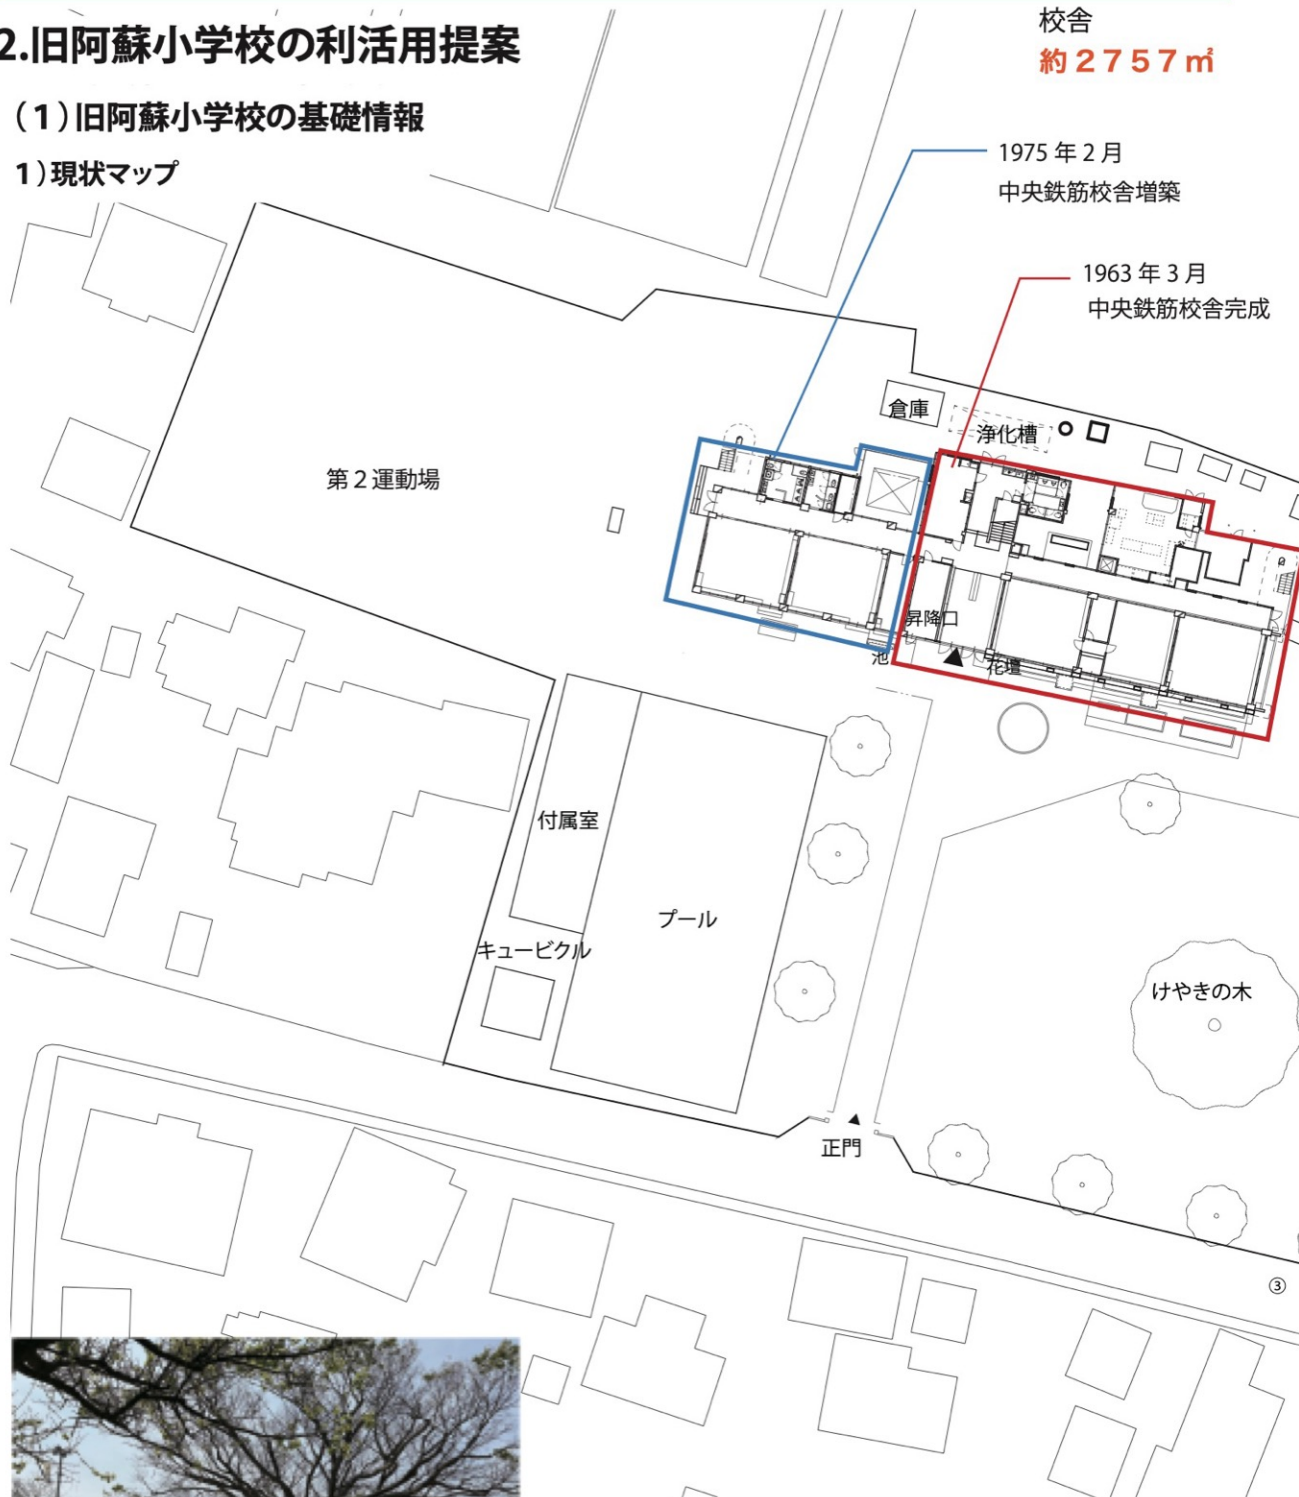 2.旧阿蘇小学校の利活用提案
校舎
約２７５７㎡
（１）旧阿蘇小学校の基礎情報
１）現状マップ
1975 年 2 月
中央鉄筋校舎増築
1963 年 3 月
中央鉄筋校舎完成
倉庫
浄化槽
第２運動場
昇降口
池
花壇
付属室
プール
キュービクル
けやきの木
正門
③